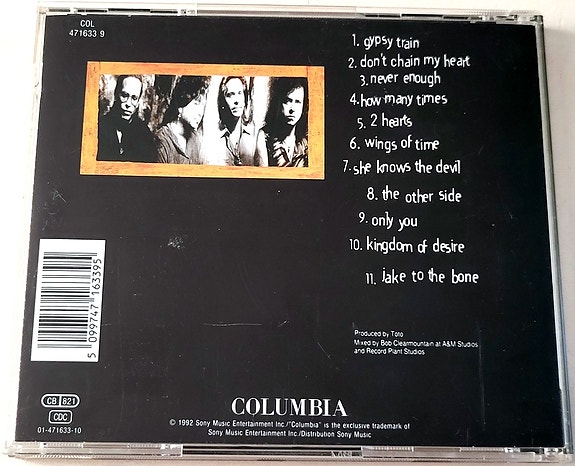 COL
471633 9
1. gypsy train
2. don't chain my heart
3. never enough
4. how many times
5. 2 hearts
6. wings of time
7. she knows the devil
8. the other side
9. only you
10. kingdom of desire
11. jake to the bone
5 099747 163395
Produced by Toto
Mixed by Bob Clearmountain at A&M Studios
and Record Plant Studios
CB 821
CDC
01-471633-10
COLUMBIA
© 1992 Sony Music Entertainment Inc./"Columbia" is the exclusive trademark of
Sony Music Entertainment Inc./Distribution Sony Music